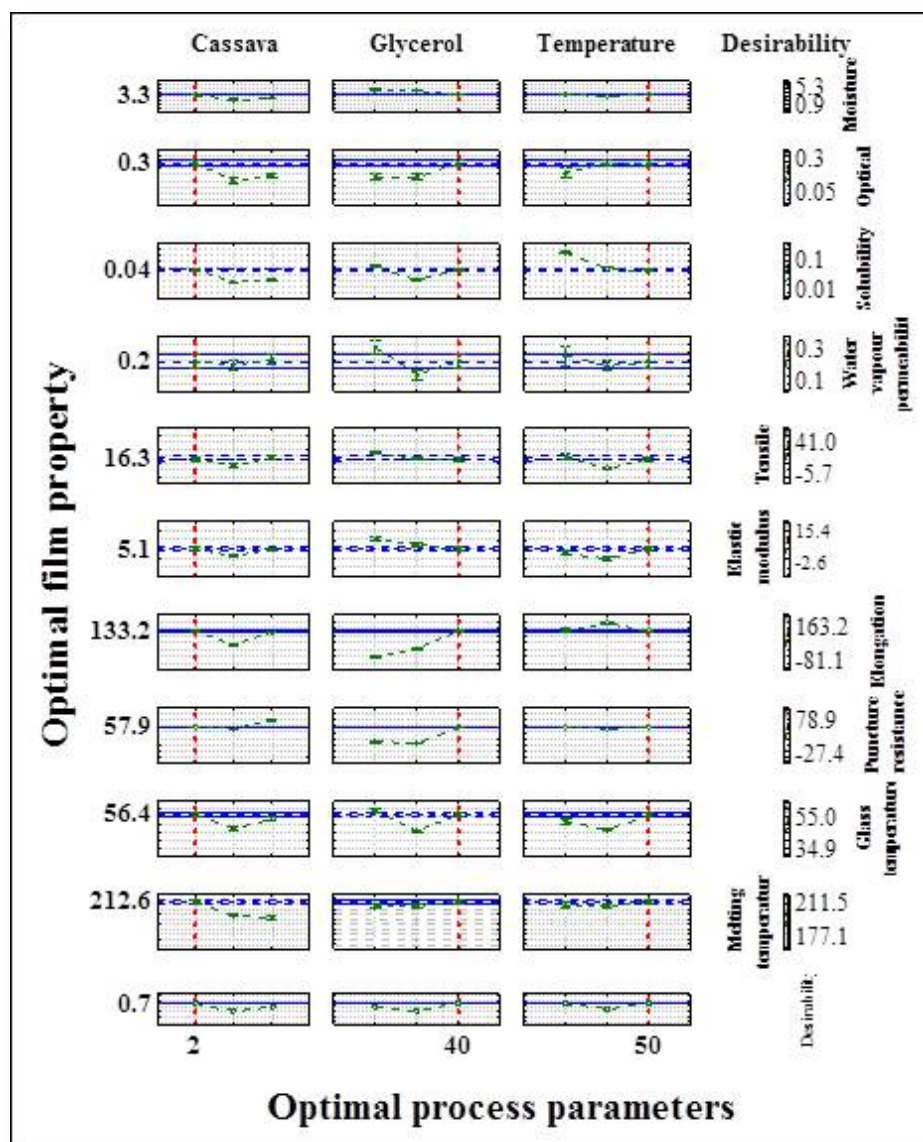 Cassava Glycerol Temperature Desirability
3.3 5.3 0.9 Moisture
0.3 0.3 0.05 Optical
0.04 0.1 0.01 Solubility
0.2 0.3 0.1 Water vapour permeabilit
16.3 41.0 -5.7 Tensile
5.1 Elastic modulus 15.4 -2.6
133.2 163.2 -81.1 Elongation
57.9 78.9 -27.4 Puncture resistance
56.4 55.0 34.9 Glass temperature
212.6 Melting temperatur 211.5 177.1
0.7 Desirability
2 40 50
Optimal film property
Optimal process parameters